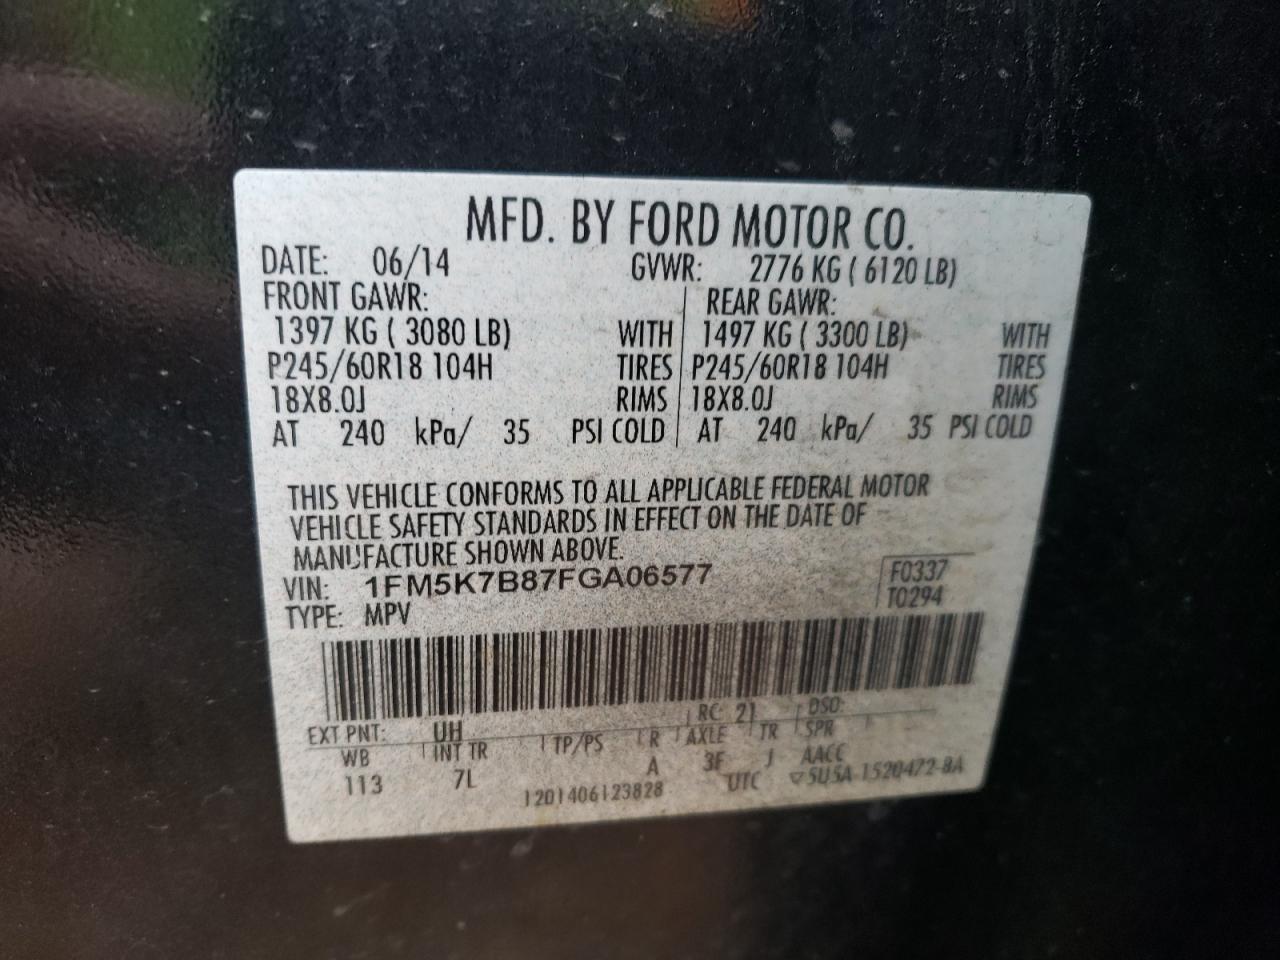 MFD. BY FORD MOTOR CO.
DATE: 06/14 GVWR: 2776 KG ( 6120 LB)
FRONT GAWR: REAR GAWR:
1397 KG ( 3080 LB) WITH 1497 KG ( 3300 LB) WITH
P245/60R18 104H TIRES P245/60R18 104H TIRES
18X8.0J RIMS 18X8.0J RIMS
AT 240 kPa/ 35 PSI COLD AT 240 kPa/ 35 PSI COLD
THIS VEHICLE CONFORMS TO ALL APPLICABLE FEDERAL MOTOR
VEHICLE SAFETY STANDARDS IN EFFECT ON THE DATE OF
MANUFACTURE SHOWN ABOVE.
VIN: 1FM5K7B87FGA06577 F0337
TYPE: MPV T0294
EXT PNT: UH RC: 21 DSO:
WB INT TR TP/PS R AXLE TR SPR
113 7L A 3F J AACC
1201406123828 UTC ▽5U5A-1520472-BA